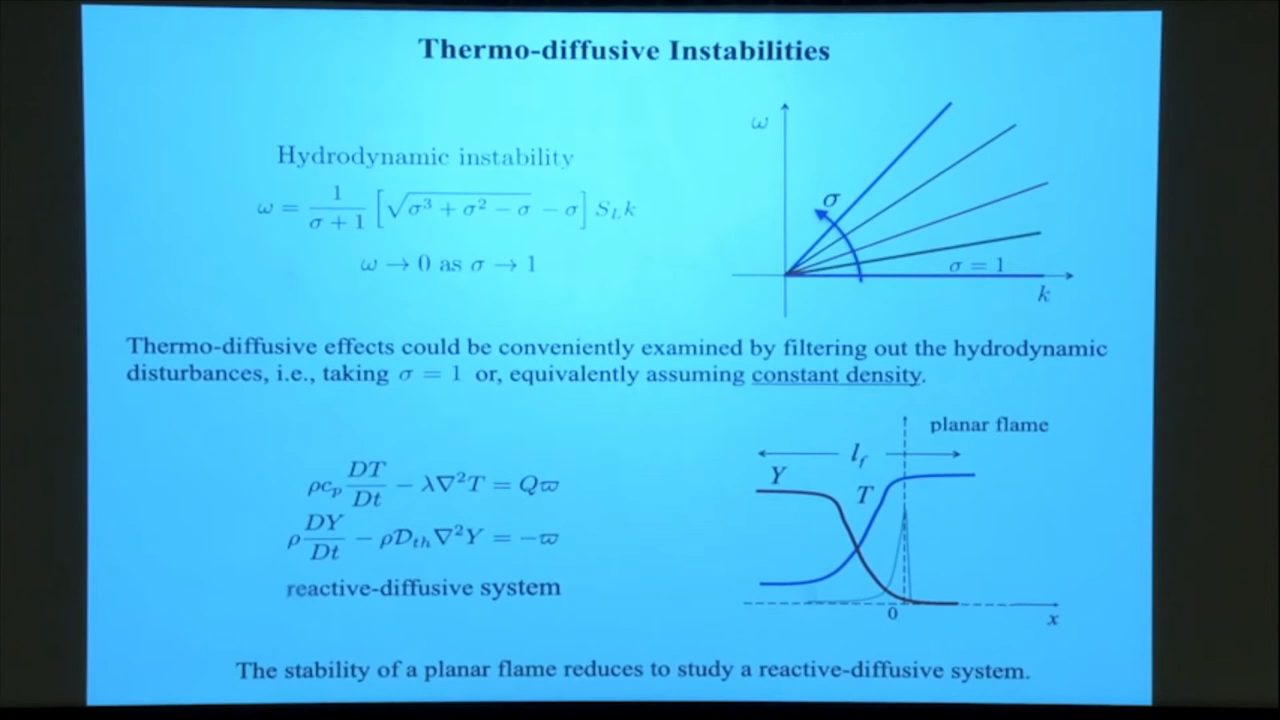 Thermo-diffusive Instabilities
Hydrodynamic instability
ω = 1/(σ + 1) [√(σ³ + σ² − σ) − σ] S_L k
ω → 0 as σ → 1
ω
σ
σ = 1
k
Thermo-diffusive effects could be conveniently examined by filtering out the hydrodynamic
disturbances, i.e., taking σ = 1 or, equivalently assuming constant density.
ρc_p DT/Dt − λ∇²T = Qϖ
ρ DY/Dt − ρD_th ∇²Y = −ϖ
reactive-diffusive system
planar flame
l_f
Y
T
0
x
The stability of a planar flame reduces to study a reactive-diffusive system.